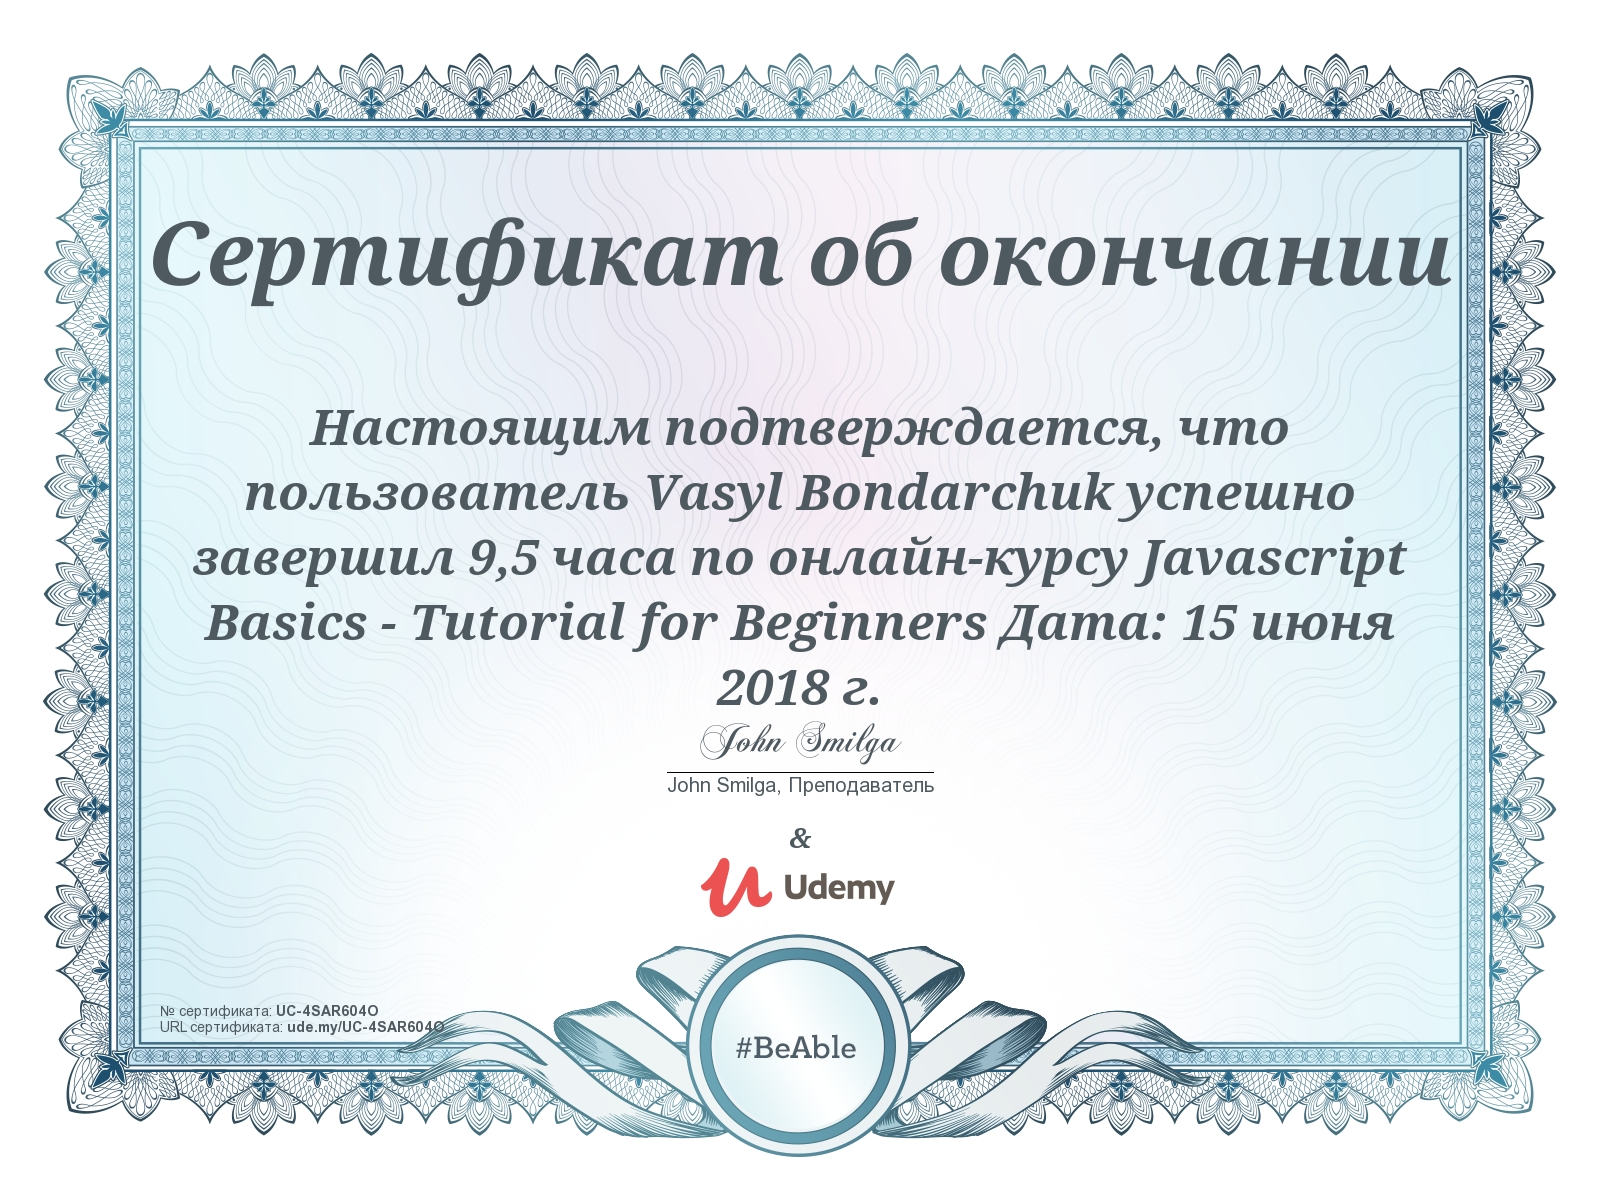 Сертификат об окончании
Настоящим подтверждается, что
пользователь Vasyl Bondarchuk успешно
завершил 9,5 часа по онлайн-курсу Javascript
Basics - Tutorial for Beginners Дата: 15 июня
2018 г.
John Smilga
John Smilga, Преподаватель
&
Udemy
№ сертификата: UC-4SAR604O
URL сертификата: ude.my/UC-4SAR604O
#BeAble